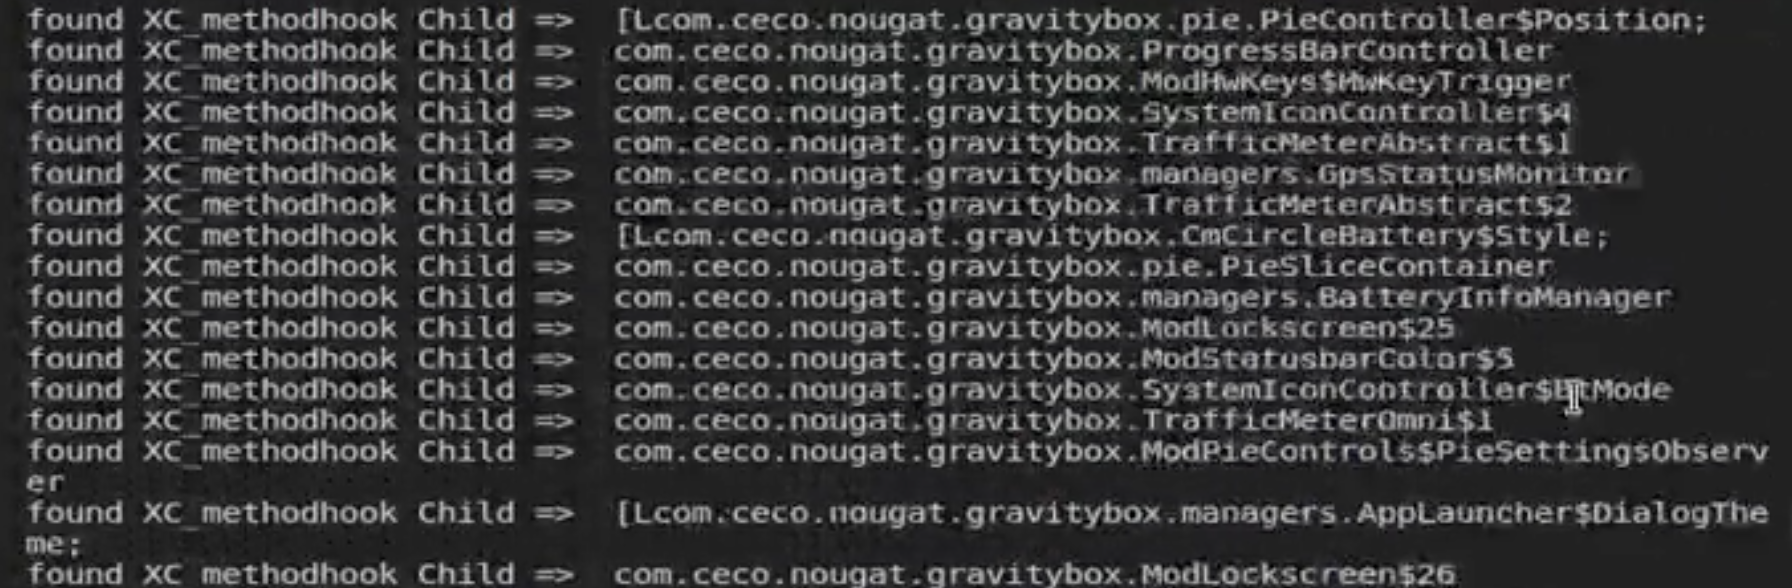 found XC_methodhook Child => [Lcom.ceco.nougat.gravitybox.pie.PieController$Position;
found XC_methodhook Child => com.ceco.nougat.gravitybox.ProgressBarController
found XC_methodhook Child => com.ceco.nougat.gravitybox.ModHwKeys$HwKeyTrigger
found XC_methodhook Child => com.ceco.nougat.gravitybox.SystemIconController$4
found XC_methodhook Child => com.ceco.nougat.gravitybox.TrafficMeterAbstract$1
found XC_methodhook Child => com.ceco.nougat.gravitybox.managers.GpsStatusMonitor
found XC_methodhook Child => com.ceco.nougat.gravitybox.TrafficMeterAbstract$2
found XC_methodhook Child => [Lcom.ceco.nougat.gravitybox.CmCircleBattery$Style;
found XC_methodhook Child => com.ceco.nougat.gravitybox.pie.PieSliceContainer
found XC_methodhook Child => com.ceco.nougat.gravitybox.managers.BatteryInfoManager
found XC_methodhook Child => com.ceco.nougat.gravitybox.ModLockscreen$25
found XC_methodhook Child => com.ceco.nougat.gravitybox.ModStatusbarColor$5
found XC_methodhook Child => com.ceco.nougat.gravitybox.SystemIconController$BtMode
found XC_methodhook Child => com.ceco.nougat.gravitybox.TrafficMeterOmni$1
found XC_methodhook Child => com.ceco.nougat.gravitybox.ModPieControls$PieSettingsObserv
er
found XC_methodhook Child => [Lcom.ceco.nougat.gravitybox.managers.AppLauncher$DialogThe
me;
found XC_methodhook Child => com.ceco.nougat.gravitybox.ModLockscreen$26